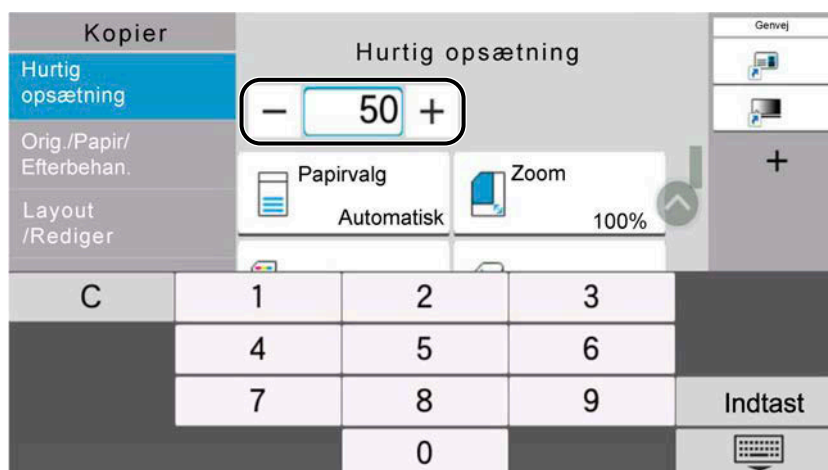 Kopier
Hurtig
opsætning
Orig./Papir/
Efterbehan.
Layout
/Rediger
Hurtig opsætning
− 50 +
Papirvalg
Automatisk
Zoom
100%
Genvej
+
C 1 2 3
4 5 6
7 8 9 Indtast
0